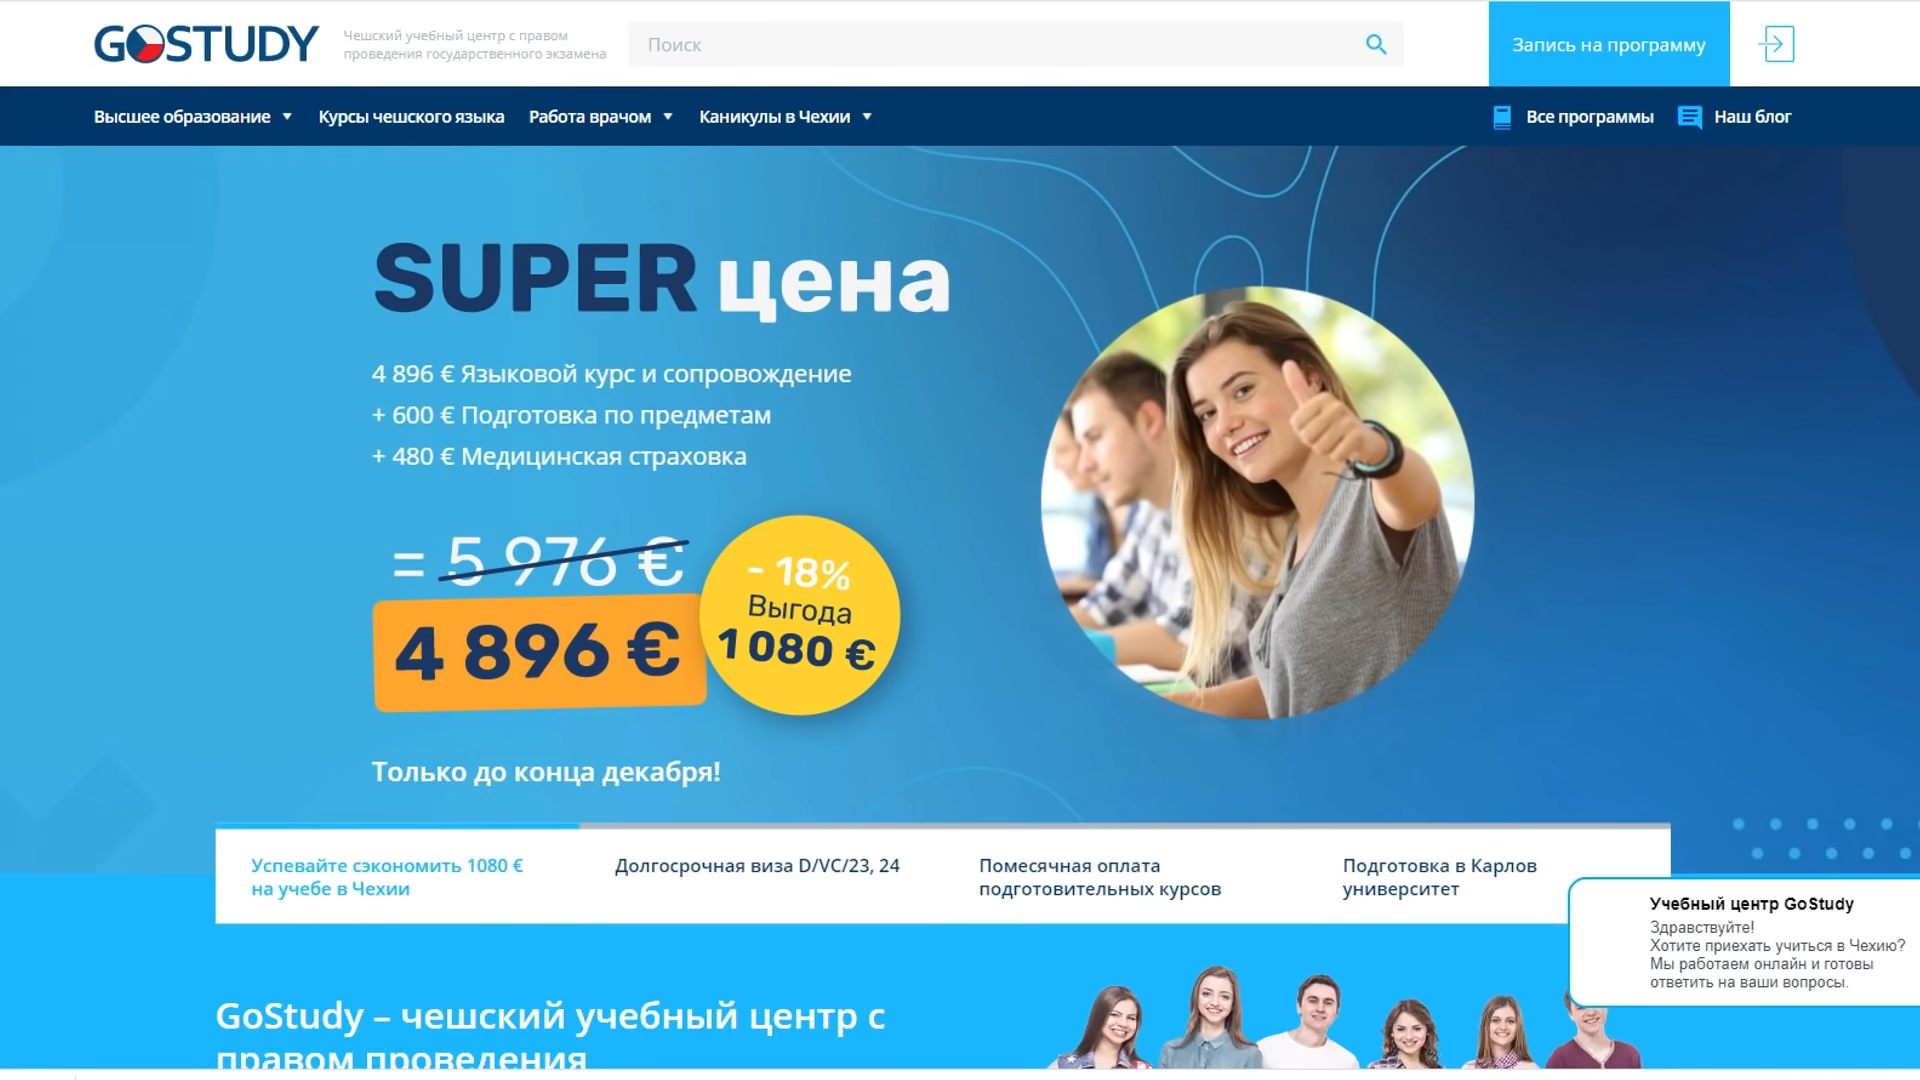 GOSTUDY
Чешский учебный центр с правом
проведения государственного экзамена
Поиск
Запись на программу
Высшее образование
Курсы чешского языка
Работа врачом
Каникулы в Чехии
Все программы
Наш блог
SUPER цена
4 896 € Языковой курс и сопровождение
+ 600 € Подготовка по предметам
+ 480 € Медицинская страховка
= 5 976 €
4 896 €
- 18%
Выгода
1 080 €
Только до конца декабря!
Успевайте сэкономить 1080 €
на учебе в Чехии
Долгосрочная виза D/VC/23, 24
Помесячная оплата
подготовительных курсов
Подготовка в Карлов
университет
Учебный центр GoStudy
Здравствуйте!
Хотите приехать учиться в Чехию?
Мы работаем онлайн и готовы
ответить на ваши вопросы.
GoStudy – чешский учебный центр с
правом проведения